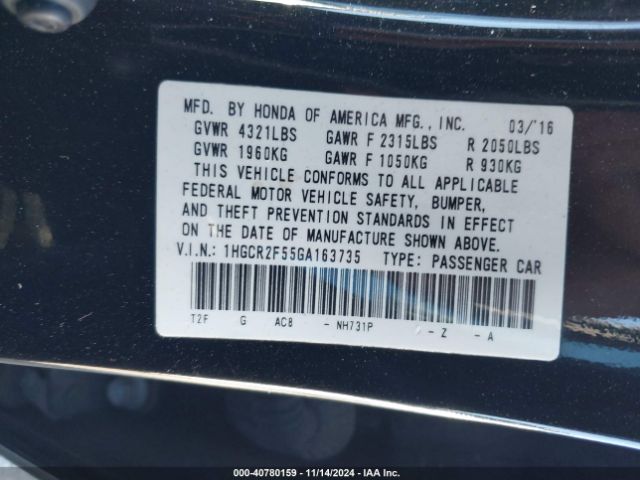 MFD. BY HONDA OF AMERICA MFG., INC. 03/'16
GVWR 4321LBS GAWR F 2315LBS R 2050LBS
GVWR 1960KG GAWR F 1050KG R 930KG
THIS VEHICLE CONFORMS TO ALL APPLICABLE
FEDERAL MOTOR VEHICLE SAFETY, BUMPER,
AND THEFT PREVENTION STANDARDS IN EFFECT
ON THE DATE OF MANUFACTURE SHOWN ABOVE.
V.I.N.: 1HGCR2F55GA163735 TYPE: PASSENGER CAR
T2F G AC8 - NH731P - Z - A
000-40780159 - 11/14/2024 - IAA Inc.